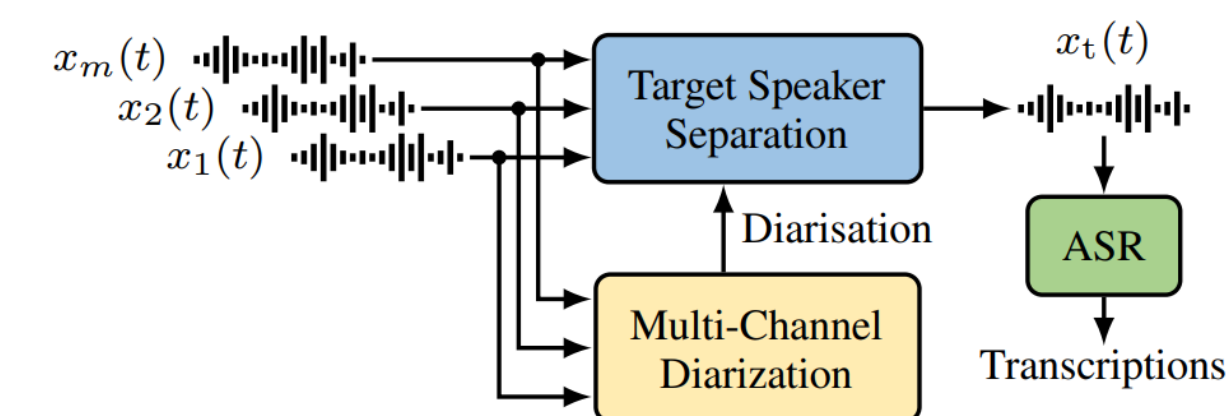 x_m(t)
x_2(t)
x_1(t)
Target Speaker
Separation
x_t(t)
Diarisation
ASR
Multi-Channel
Diarization
Transcriptions